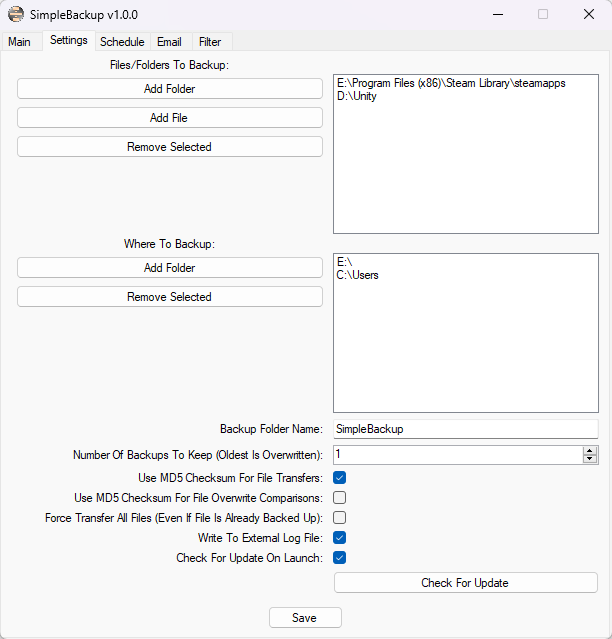 SimpleBackup v1.0.0
Main Settings Schedule Email Filter
Files/Folders To Backup:
Add Folder
Add File
Remove Selected
E:\Program Files (x86)\Steam Library\steamapps
D:\Unity
Where To Backup:
Add Folder
Remove Selected
E:\
C:\Users
Backup Folder Name: SimpleBackup
Number Of Backups To Keep (Oldest Is Overwritten): 1
Use MD5 Checksum For File Transfers:
Use MD5 Checksum For File Overwrite Comparisons:
Force Transfer All Files (Even If File Is Already Backed Up):
Write To External Log File:
Check For Update On Launch:
Check For Update
Save